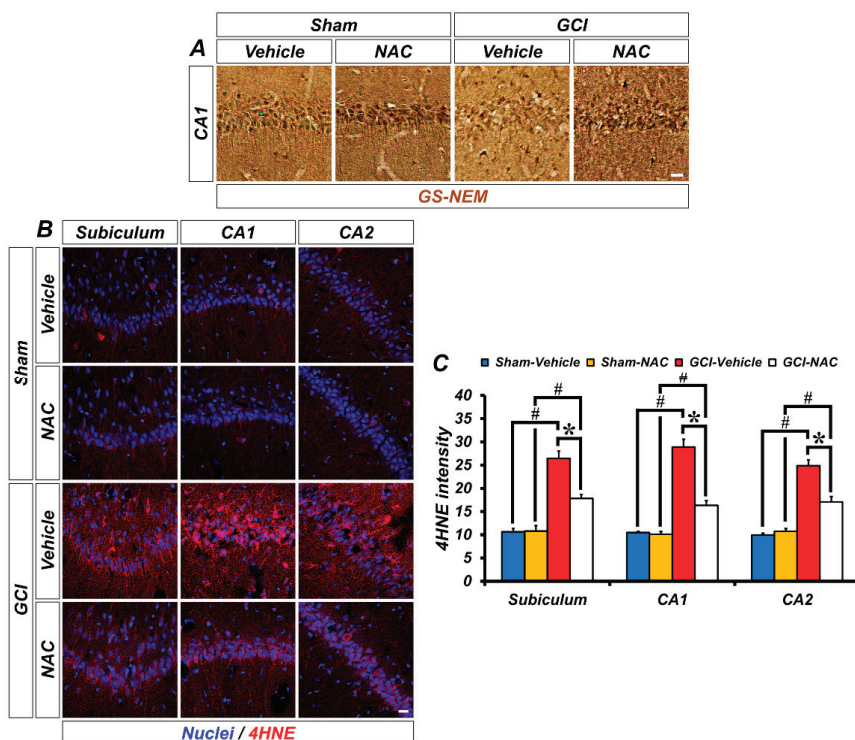 Sham GCI
A Vehicle NAC Vehicle NAC
CA1
GS-NEM
B Subiculum CA1 CA2
Sham
Vehicle
NAC
GCI
Vehicle
NAC
Nuclei / 4HNE
C Sham-Vehicle Sham-NAC GCI-Vehicle GCI-NAC
4HNE intensity
45
40
35
30
25
20
15
10
5
0
# # *
# # *
# # *
Subiculum CA1 CA2